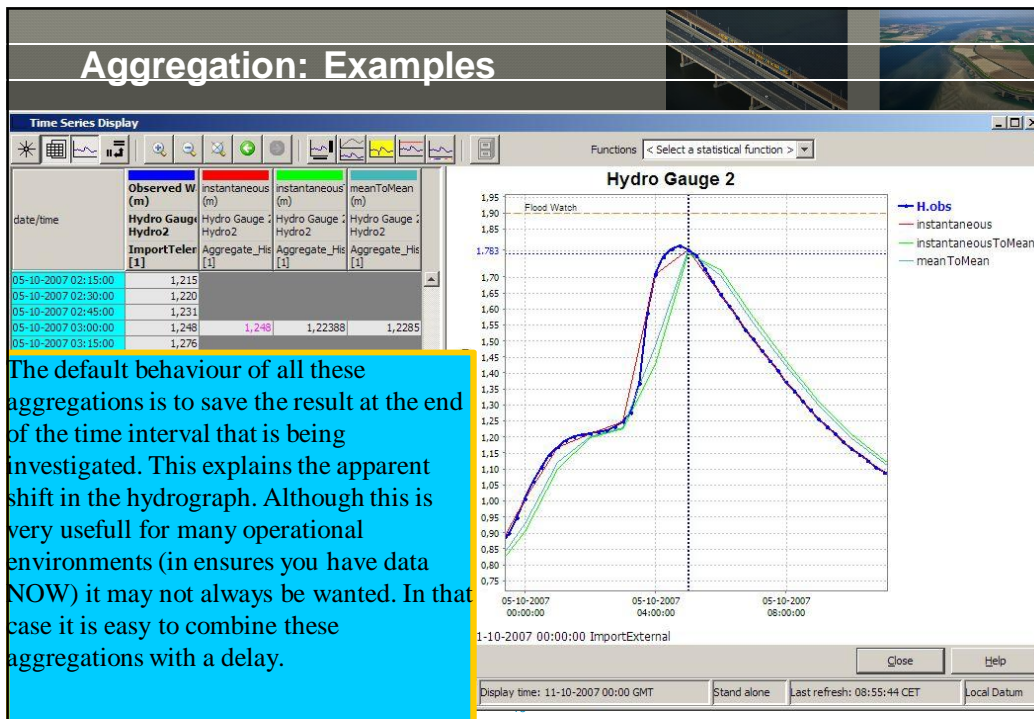 Aggregation: Examples
Time Series Display
Functions < Select a statistical function >
date/time
Observed W instantaneous instantaneous meanToMean
(m) (m) (m) (m)
Hydro Gauge Hydro Gauge 2 Hydro Gauge 2 Hydro Gauge 2
Hydro2 Hydro2 Hydro2 Hydro2
ImportTeler Aggregate_His Aggregate_His Aggregate_His
[1] [1] [1] [1]
05-10-2007 02:15:00 1,215
05-10-2007 02:30:00 1,220
05-10-2007 02:45:00 1,231
05-10-2007 03:00:00 1,248 1,248 1,22388 1,2285
05-10-2007 03:15:00 1,276
The default behaviour of all these
aggregations is to save the result at the end
of the time interval that is being
investigated. This explains the apparent
shift in the hydrograph. Although this is
very usefull for many operational
environments (in ensures you have data
NOW) it may not always be wanted. In that
case it is easy to combine these
aggregations with a delay.
Hydro Gauge 2
1,95
1,90
Flood Watch
1,85
1.783
1,70
1,65
1,60
1,55
1,50
1,45
1,40
1,35
1,30
1,25
1,20
1,15
1,10
1,05
1,00
0,95
0,90
0,85
0,80
0,75
05-10-2007 05-10-2007 05-10-2007
00:00:00 04:00:00 08:00:00
H.obs
instantaneous
instantaneousToMean
meanToMean
1-10-2007 00:00:00 ImportExternal
Close Help
Display time: 11-10-2007 00:00 GMT Stand alone Last refresh: 08:55:44 CET Local Datum